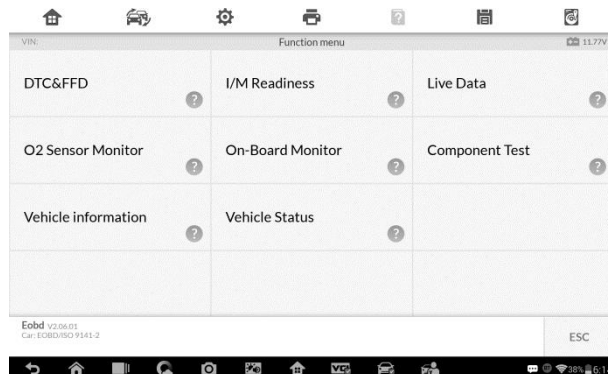 VIN:
Function menu
11.77V
DTC&FFD
I/M Readiness
Live Data
O2 Sensor Monitor
On-Board Monitor
Component Test
Vehicle information
Vehicle Status
Eobd V2.06.01
Car: EOBD/ISO 9141-2
ESC
38%